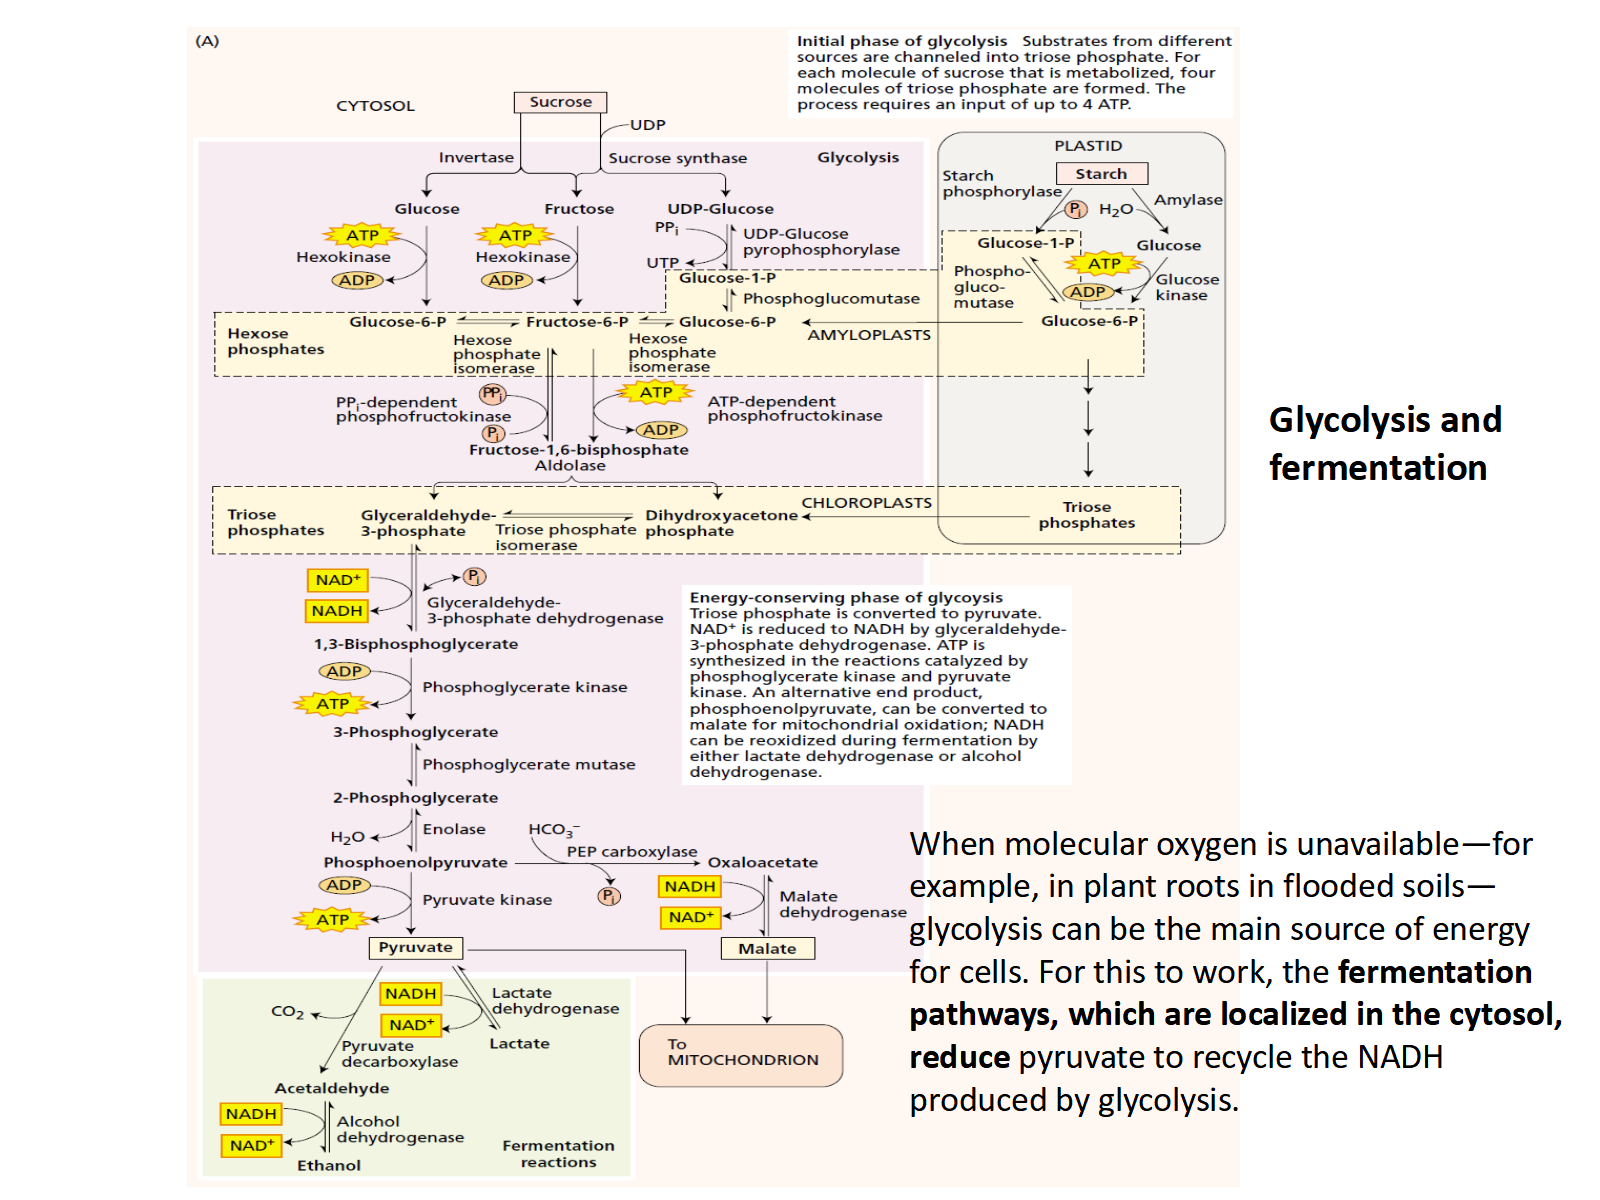 (A)
Initial phase of glycolysis Substrates from different
sources are channeled into triose phosphate. For
each molecule of sucrose that is metabolized, four
molecules of triose phosphate are formed. The
process requires an input of up to 4 ATP.
CYTOSOL
Sucrose
UDP
Invertase
Sucrose synthase
Glycolysis
PLASTID
Starch
Starch
phosphorylase
Pi
H2O
Amylase
Glucose
Fructose
UDP-Glucose
ATP
Hexokinase
ADP
ATP
Hexokinase
ADP
PPi
UTP
UDP-Glucose
pyrophosphorylase
Glucose-1-P
Glucose
Phospho-
gluco-
mutase
ATP
ADP
Glucose
kinase
Glucose-1-P
Phosphoglucomutase
Hexose
phosphates
Glucose-6-P
Fructose-6-P
Glucose-6-P
AMYLOPLASTS
Glucose-6-P
Hexose
phosphate
isomerase
Hexose
phosphate
isomerase
PPi-dependent
phosphofructokinase
PPi
Pi
ATP
ADP
ATP-dependent
phosphofructokinase
Fructose-1,6-bisphosphate
Aldolase
Glycolysis and
fermentation
Triose
phosphates
Glyceraldehyde-
3-phosphate
Triose phosphate
isomerase
Dihydroxyacetone
phosphate
CHLOROPLASTS
Triose
phosphates
NAD+
NADH
Pi
Glyceraldehyde-
3-phosphate dehydrogenase
1,3-Bisphosphoglycerate
Energy-conserving phase of glycoysis
Triose phosphate is converted to pyruvate.
NAD+ is reduced to NADH by glyceraldehyde-
3-phosphate dehydrogenase. ATP is
synthesized in the reactions catalyzed by
phosphoglycerate kinase and pyruvate
kinase. An alternative end product,
phosphoenolpyruvate, can be converted to
malate for mitochondrial oxidation; NADH
can be reoxidized during fermentation by
either lactate dehydrogenase or alcohol
dehydrogenase.
ADP
ATP
Phosphoglycerate kinase
3-Phosphoglycerate
Phosphoglycerate mutase
2-Phosphoglycerate
H2O
Enolase
HCO3−
PEP carboxylase
Phosphoenolpyruvate
Oxaloacetate
Pi
ADP
ATP
Pyruvate kinase
NADH
NAD+
Malate
dehydrogenase
Pyruvate
Malate
When molecular oxygen is unavailable—for
example, in plant roots in flooded soils—
glycolysis can be the main source of energy
for cells. For this to work, the fermentation
pathways, which are localized in the cytosol,
reduce pyruvate to recycle the NADH
produced by glycolysis.
CO2
NADH
NAD+
Lactate
dehydrogenase
Lactate
Pyruvate
decarboxylase
To
MITOCHONDRION
Acetaldehyde
NADH
NAD+
Alcohol
dehydrogenase
Ethanol
Fermentation
reactions